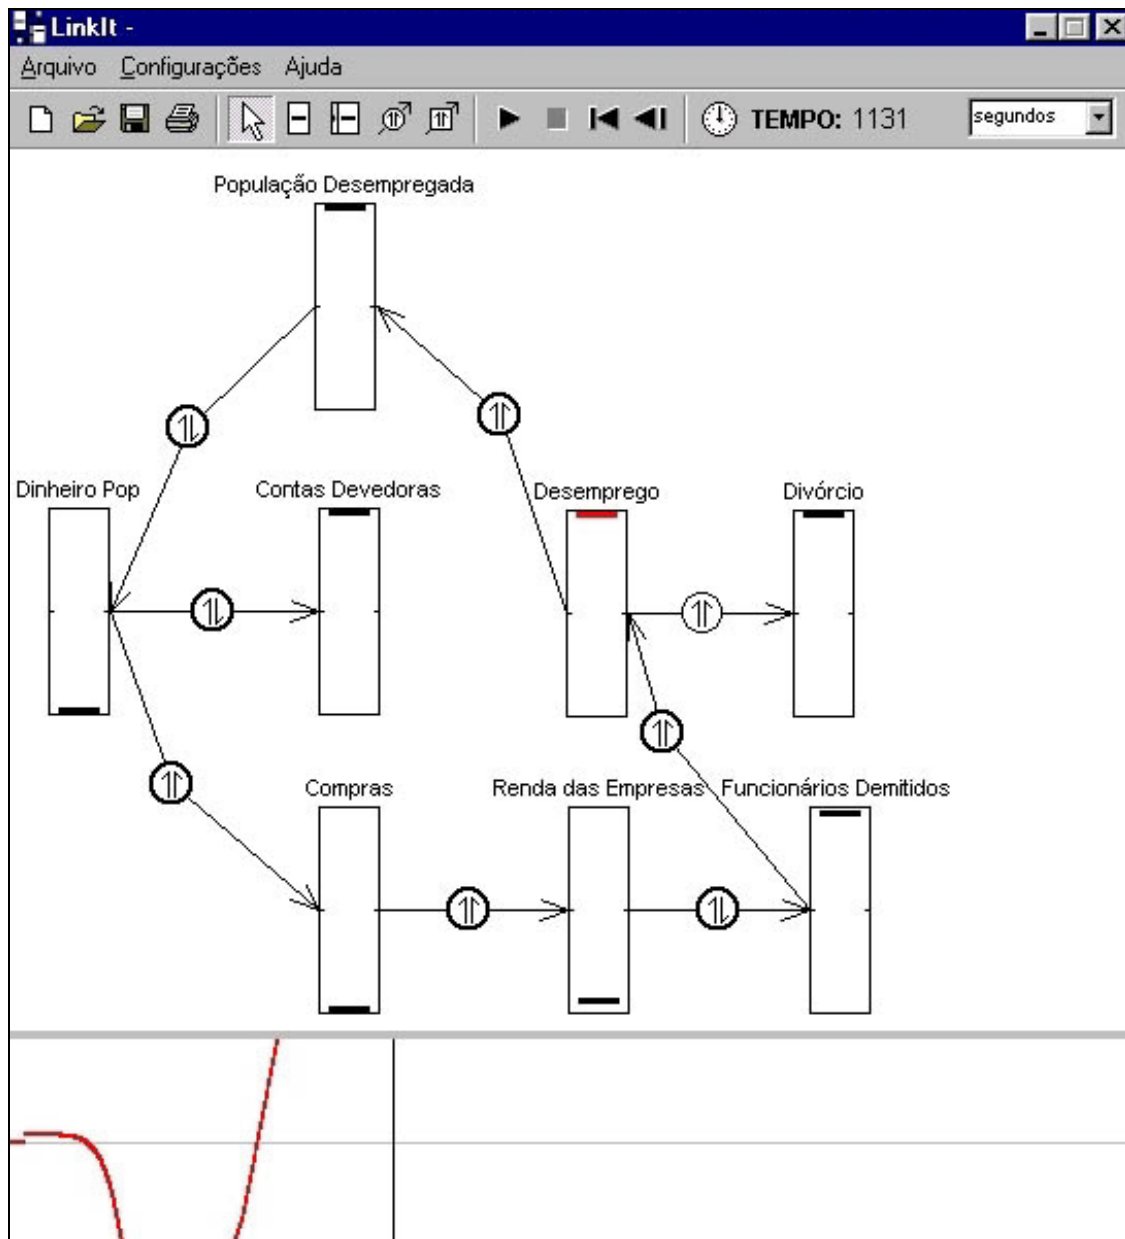 LinkIt -
Arquivo Configurações Ajuda
TEMPO: 1131 segundos
População Desempregada
Dinheiro Pop Contas Devedoras Desemprego Divórcio
Compras Renda das Empresas Funcionários Demitidos